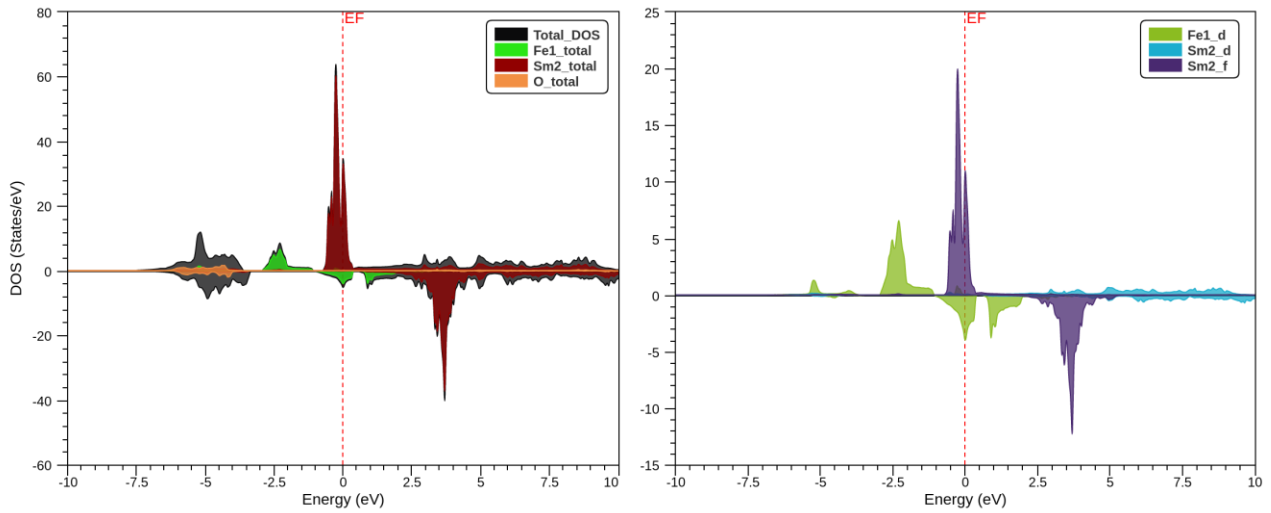 80
60
40
20
0
-20
-40
-60
DOS (States/eV)
EF
Total_DOS
Fe1_total
Sm2_total
O_total
-10
-7.5
-5
-2.5
0
2.5
5
7.5
10
Energy (eV)
25
20
15
10
5
0
-5
-10
-15
EF
Fe1_d
Sm2_d
Sm2_f
-10
-7.5
-5
-2.5
0
2.5
5
7.5
10
Energy (eV)